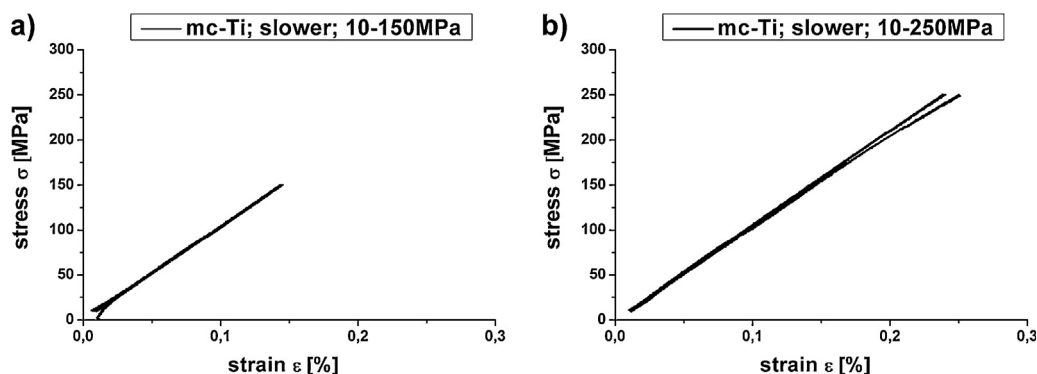 a)
mc-Ti; slower; 10-150MPa
stress σ [MPa]
300
250
200
150
100
50
0
0,0
0,1
0,2
0,3
strain ε [%]
b)
mc-Ti; slower; 10-250MPa
stress σ [MPa]
300
250
200
150
100
50
0
0,0
0,1
0,2
0,3
strain ε [%]